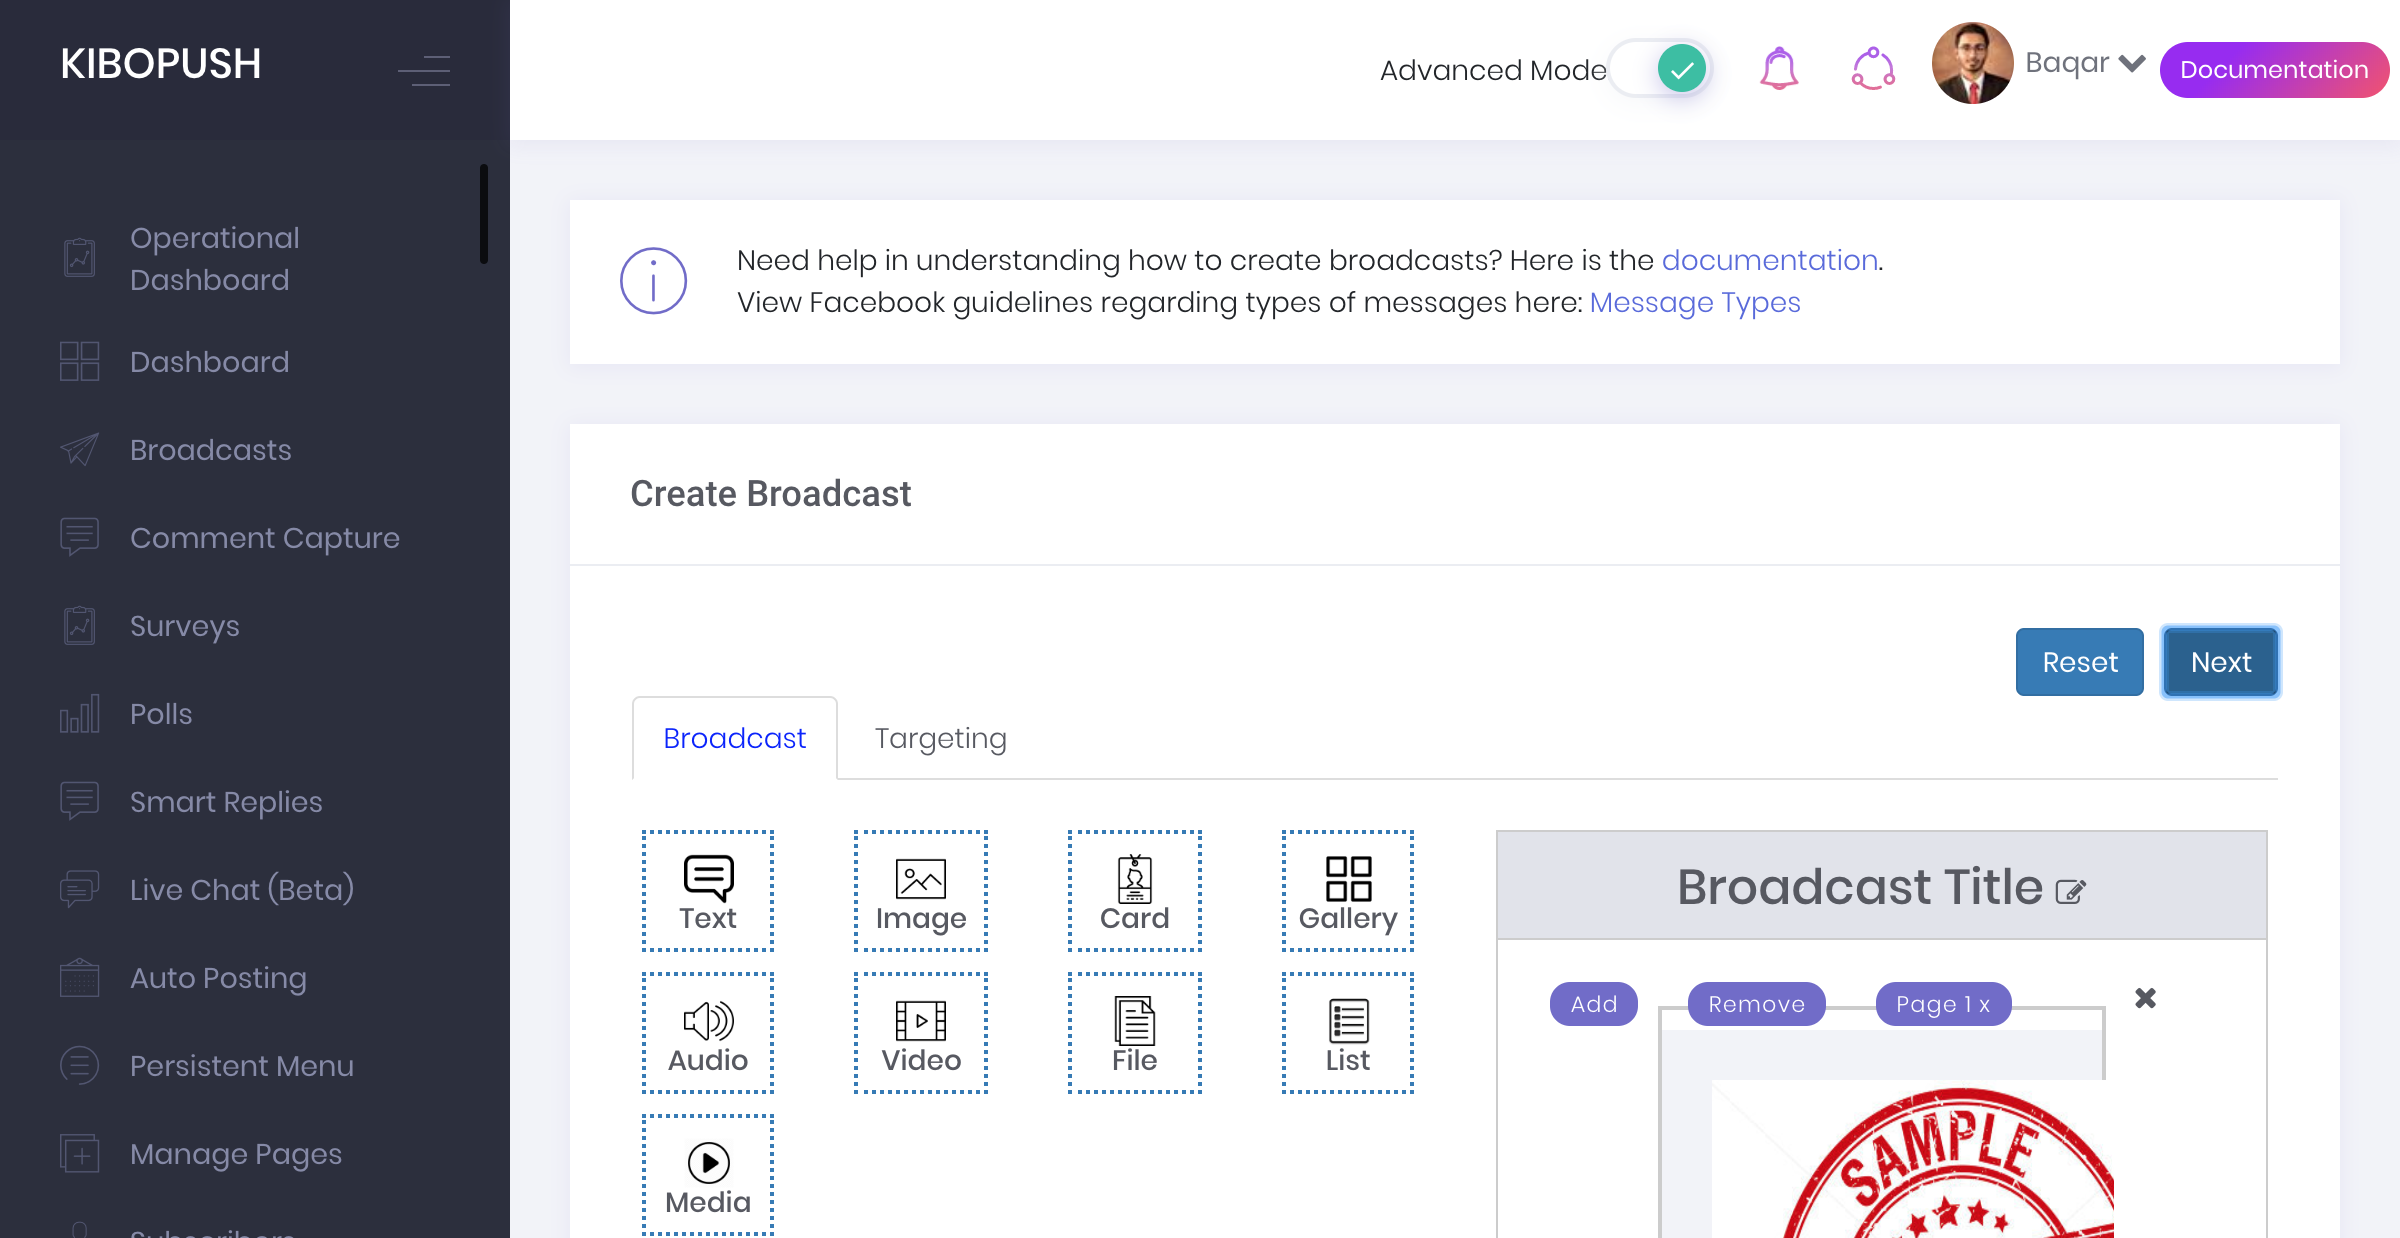 KIBOPUSH
Advanced Mode
Baqar
Documentation
Operational
Dashboard
Dashboard
Broadcasts
Comment Capture
Surveys
Polls
Smart Replies
Live Chat (Beta)
Auto Posting
Persistent Menu
Manage Pages
Subscribers
Need help in understanding how to create broadcasts? Here is the documentation.
View Facebook guidelines regarding types of messages here: Message Types
Create Broadcast
Reset
Next
Broadcast
Targeting
Text
Image
Card
Gallery
Audio
Video
File
List
Media
Broadcast Title
Add
Remove
Page 1 x
SAMPLE